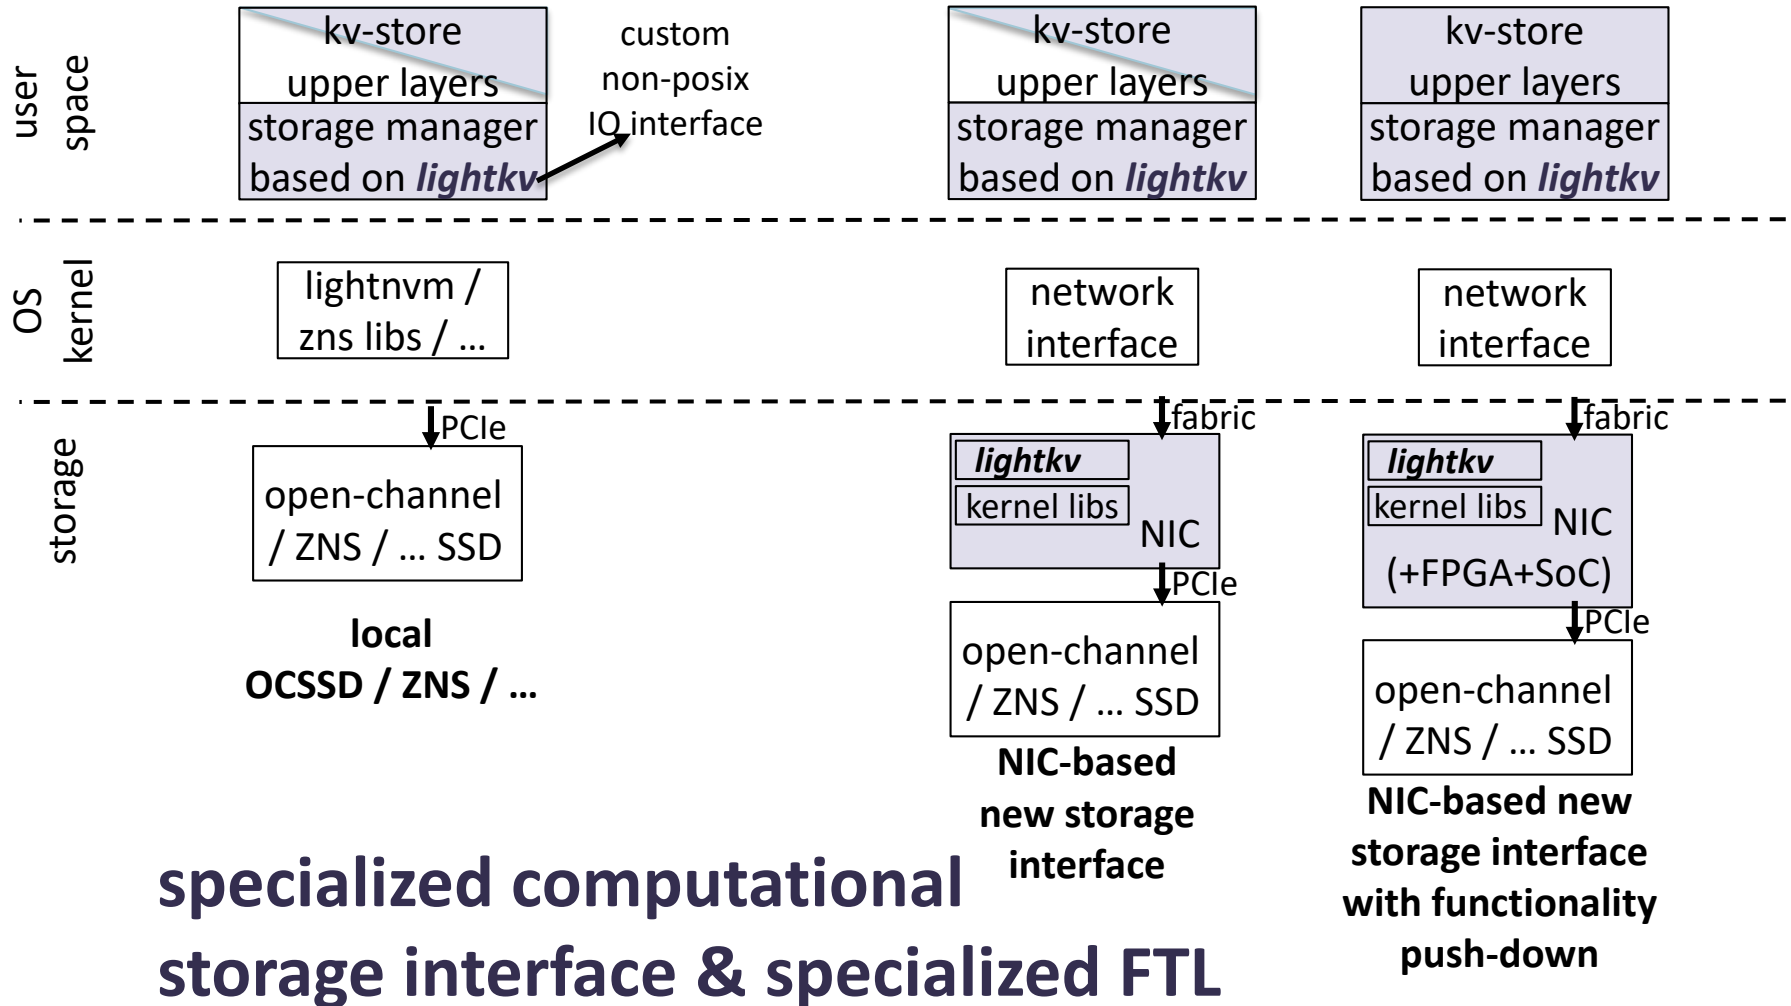 user
space
kv-store
upper layers
storage manager
based on lightkv
custom
non-posix
IO interface
kv-store
upper layers
storage manager
based on lightkv
kv-store
upper layers
storage manager
based on lightkv
OS
kernel
lightnvm /
zns libs / ...
network
interface
network
interface
storage
PCIe
open-channel
/ ZNS / ... SSD
local
OCSSD / ZNS / ...
fabric
lightkv
kernel libs
NIC
PCIe
open-channel
/ ZNS / ... SSD
NIC-based
new storage
interface
fabric
lightkv
kernel libs
NIC
(+FPGA+SoC)
PCIe
open-channel
/ ZNS / ... SSD
NIC-based new
storage interface
with functionality
push-down
specialized computational
storage interface & specialized FTL